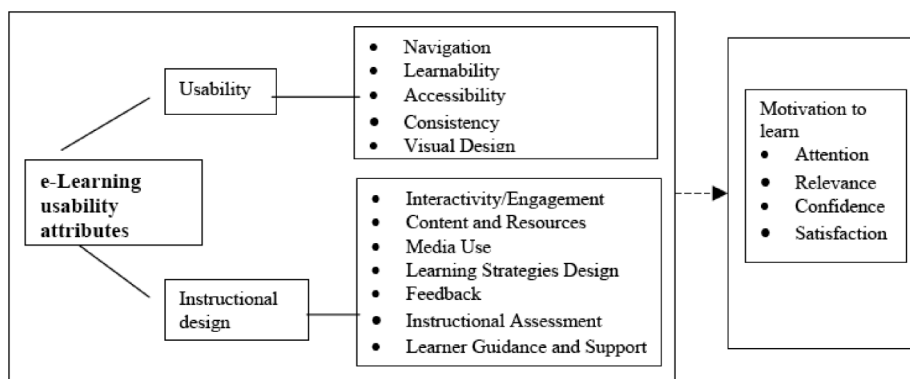 e-Learning
usability
attributes
Usability
• Navigation
• Learnability
• Accessibility
• Consistency
• Visual Design
Instructional
design
• Interactivity/Engagement
• Content and Resources
• Media Use
• Learning Strategies Design
• Feedback
• Instructional Assessment
• Learner Guidance and Support
Motivation to
learn
• Attention
• Relevance
• Confidence
• Satisfaction